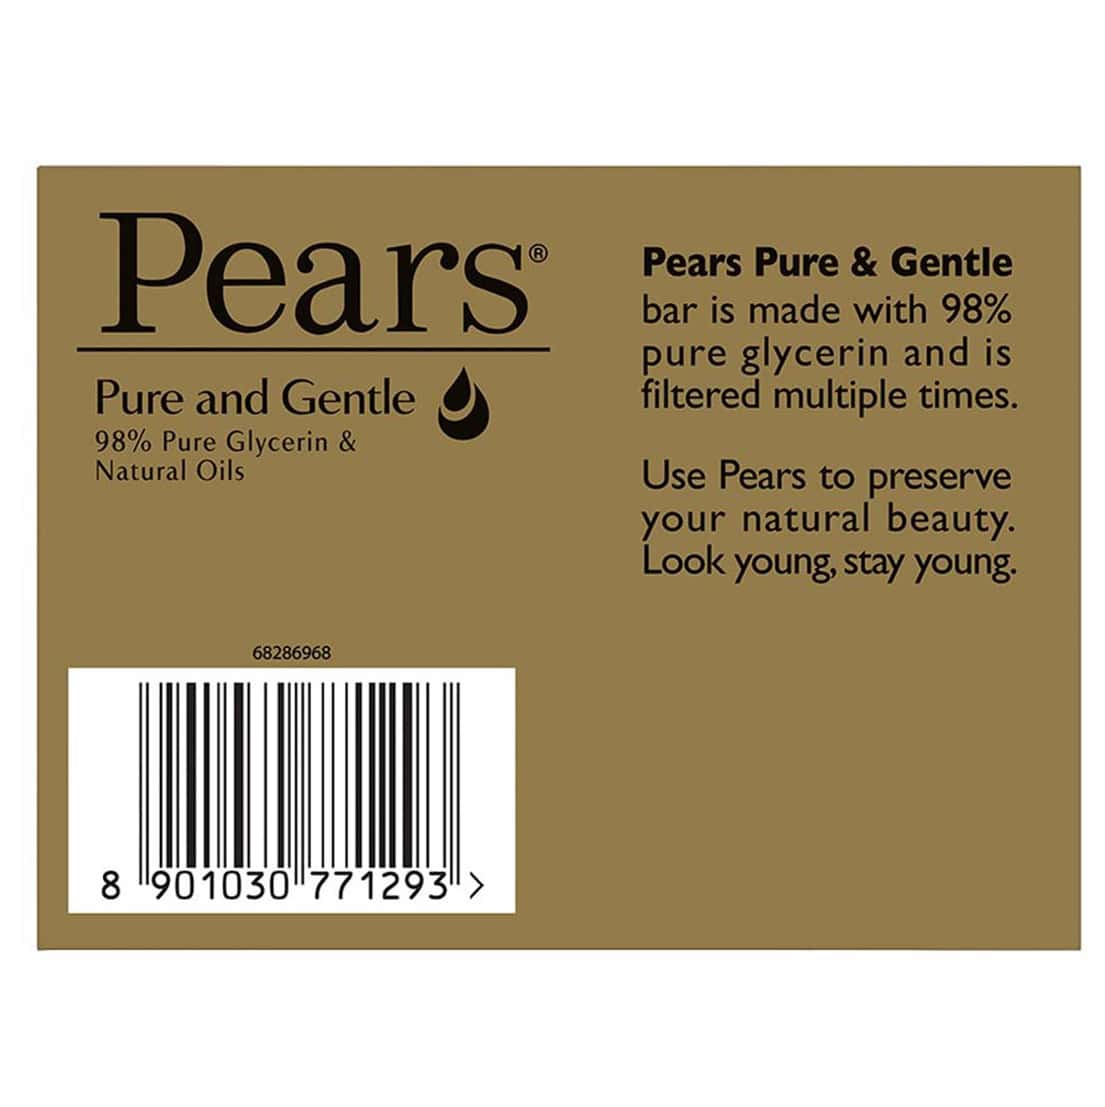 Pears®
Pure and Gentle
98% Pure Glycerin &
Natural Oils
Pears Pure & Gentle
bar is made with 98%
pure glycerin and is
filtered multiple times.
Use Pears to preserve
your natural beauty.
Look young, stay young.
68286968
8 901030 771293 >